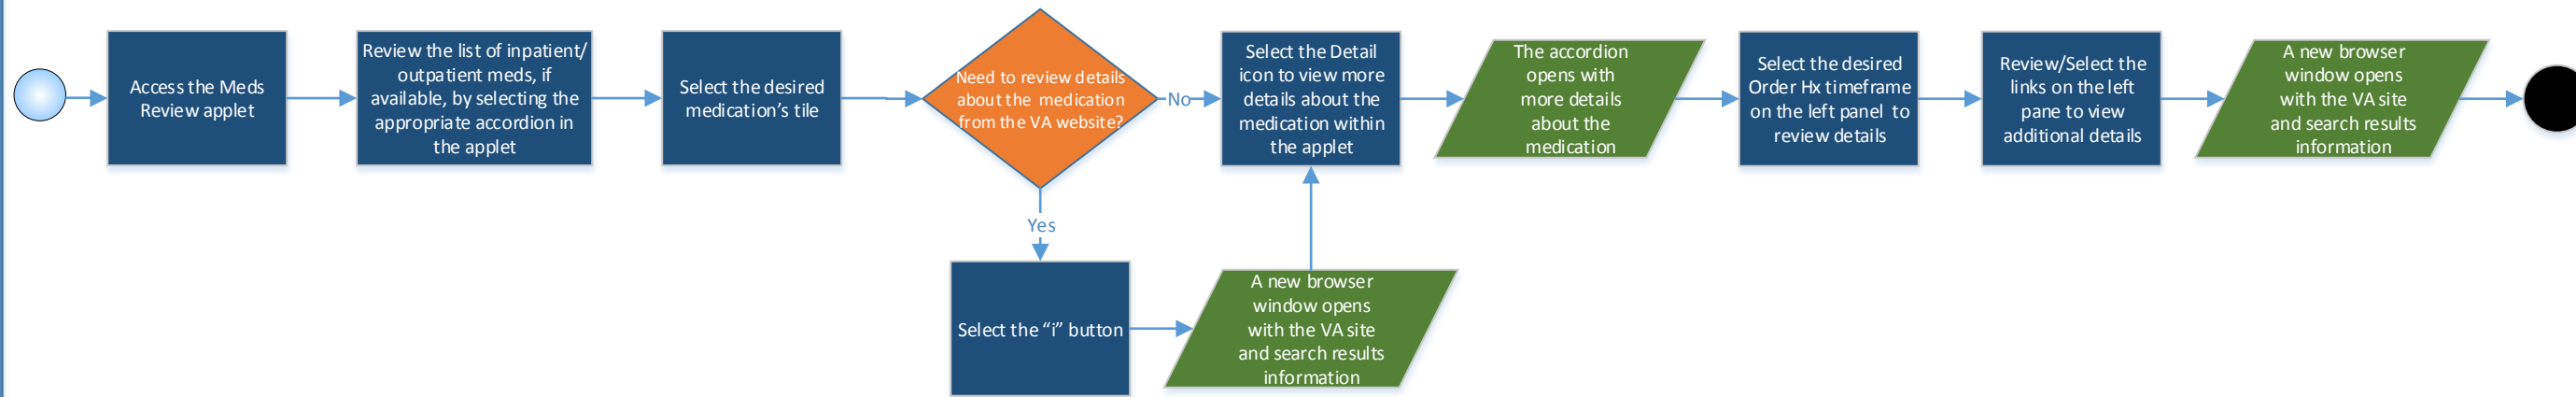 Access the Meds
Review applet
Review the list of inpatient/
outpatient meds, if
available, by selecting the
appropriate accordion in
the applet
Select the desired
medication's tile
Need to review details
about the medication
from the VA website?
No
Select the Detail
icon to view more
details about the
medication within
the applet
The accordion
opens with
more details
about the
medication
Select the desired
Order Hx timeframe
on the left panel to
review details
Review/Select the
links on the left
pane to view
additional details
A new browser
window opens
with the VA site
and search results
information
Yes
Select the “i” button
A new browser
window opens
with the VA site
and search results
information